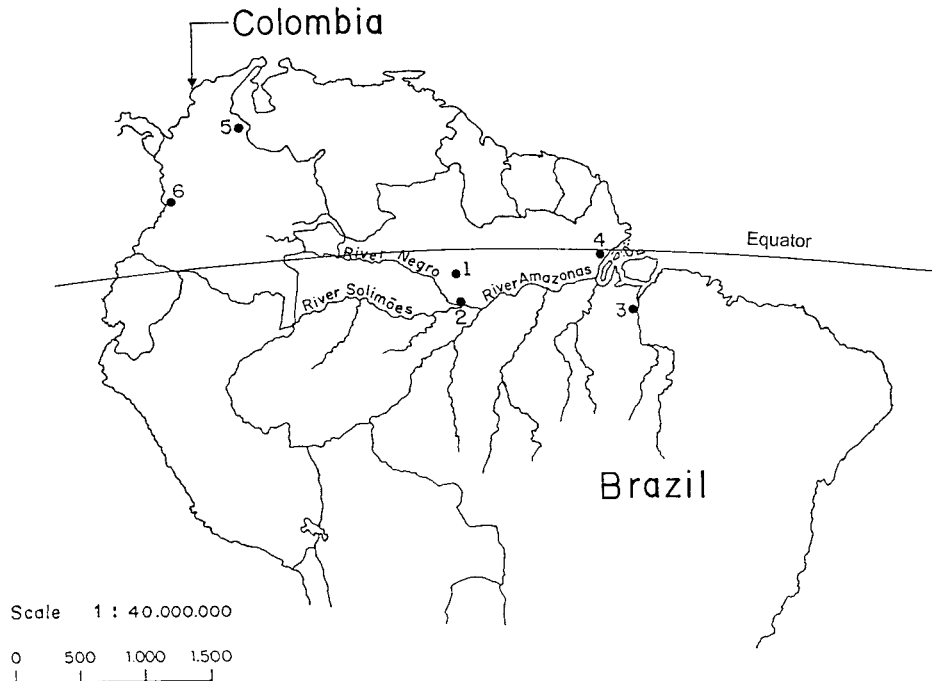 Colombia
5
6
4
Equator
River Negro
1
River Amazonas
River Solimões
2
3
Brazil
Scale 1 : 40.000.000
0 500 1.000 1.500